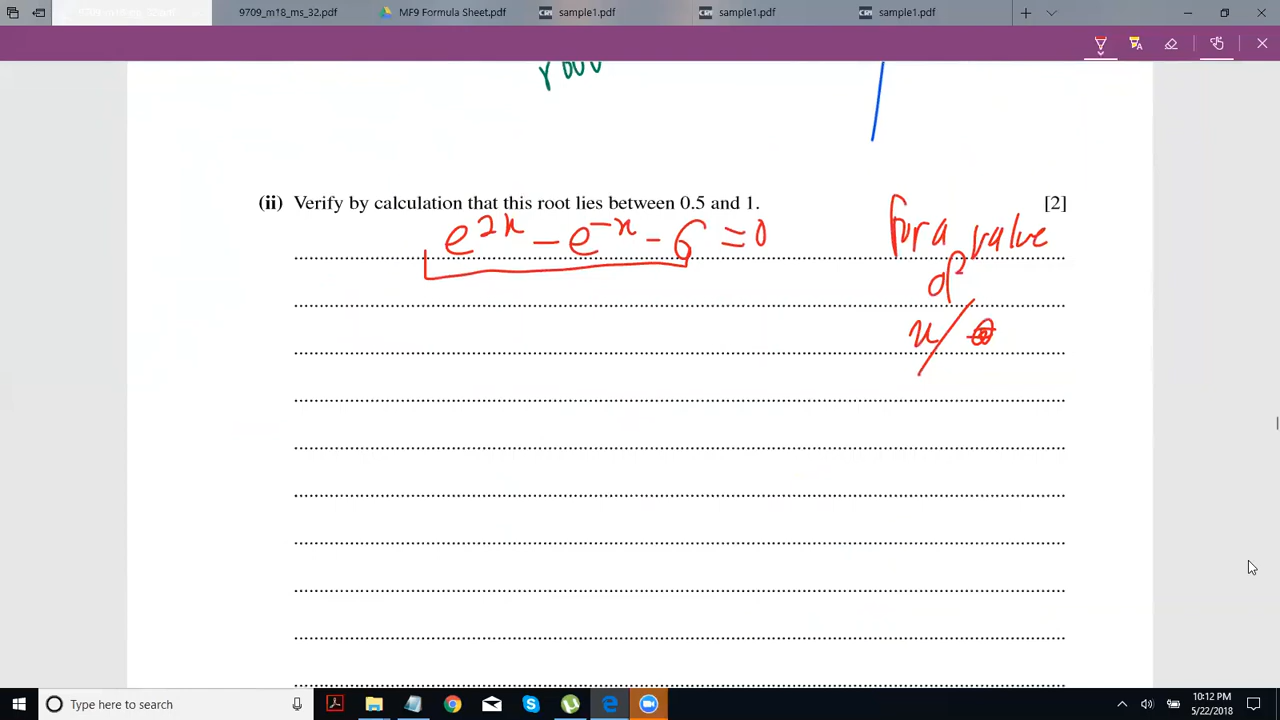 9709_m18_ms_32.pdf
MF9 Formula Sheet.pdf
sample1.pdf
sample1.pdf
sample1.pdf
root
(ii) Verify by calculation that this root lies between 0.5 and 1. [2]
e^{2x} – e^{-x} – 6 = 0
for a value
of
x/
Type here to search
10:12 PM
5/22/2018